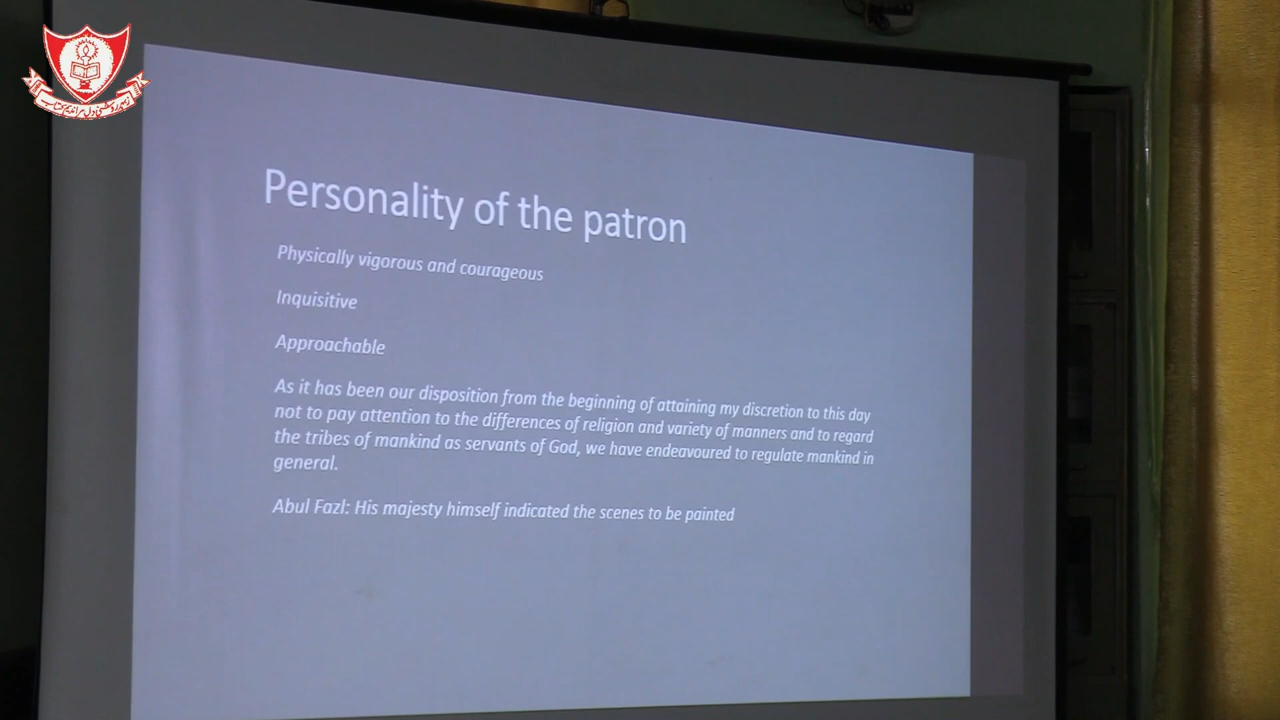 Personality of the patron
Physically vigorous and courageous
Inquisitive
Approachable
As it has been our disposition from the beginning of attaining my discretion to this day
not to pay attention to the differences of religion and variety of manners and to regard
the tribes of mankind as servants of God, we have endeavoured to regulate mankind in
general.
Abul Fazl: His majesty himself indicated the scenes to be painted